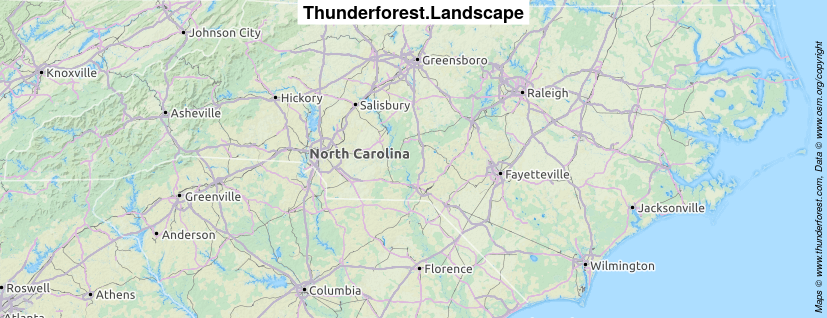 Thunderforest.Landscape
Johnson City
Greensboro
Knoxville
Hickory
Salisbury
Raleigh
Asheville
North Carolina
Fayetteville
Greenville
Jacksonville
Anderson
Florence
Wilmington
Roswell
Athens
Columbia
Atlanta
Maps © www.thunderforest.com, Data © www.osm.org/copyright